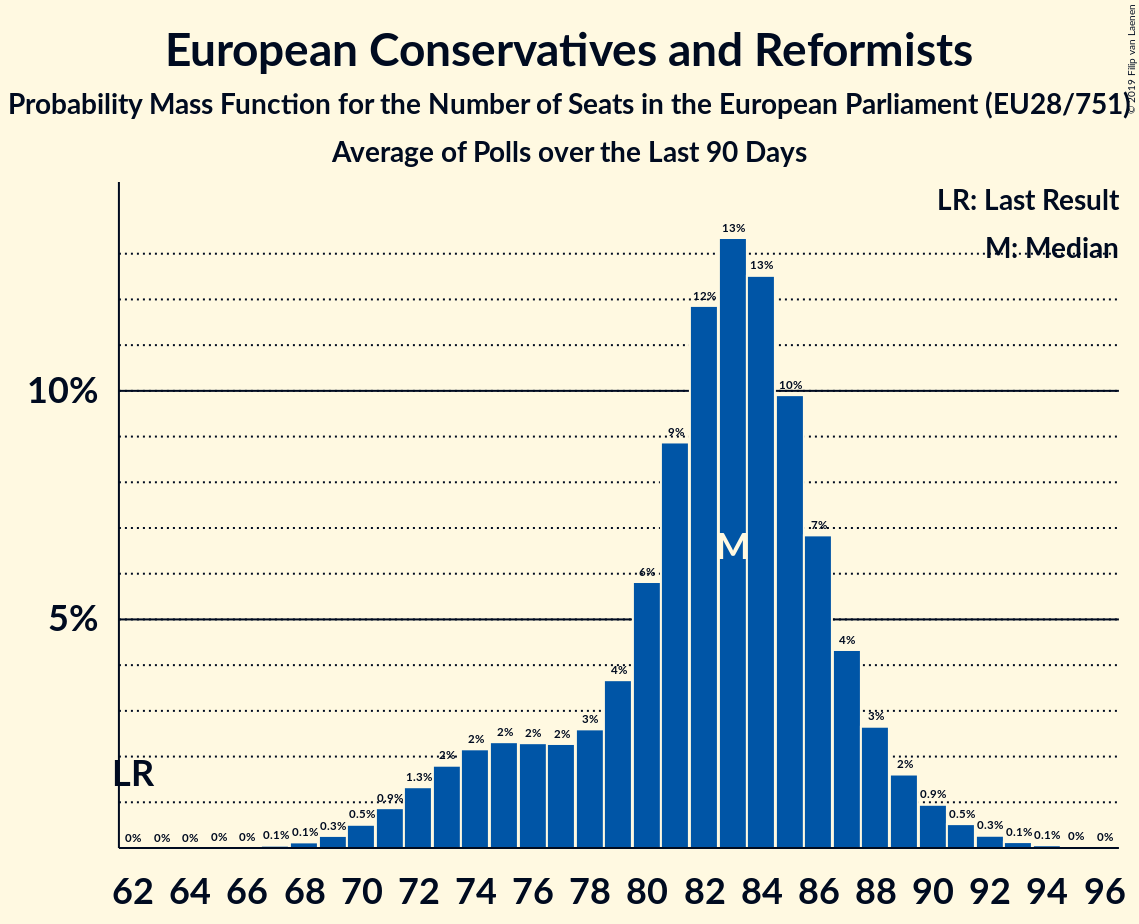 European Conservatives and Reformists
Probability Mass Function for the Number of Seats in the European Parliament (EU28/751)
Average of Polls over the Last 90 Days
© 2019 Filip van Laenen
LR: Last Result
M: Median
10%
5%
LR
M
0% 0% 0% 0% 0% 0.1% 0.1% 0.3% 0.5% 0.9% 1.3% 2% 2% 2% 2% 2% 3% 4% 6% 9% 12% 13% 13% 10% 7% 4% 3% 2% 0.9% 0.5% 0.3% 0.1% 0.1% 0% 0%
62 64 66 68 70 72 74 76 78 80 82 84 86 88 90 92 94 96